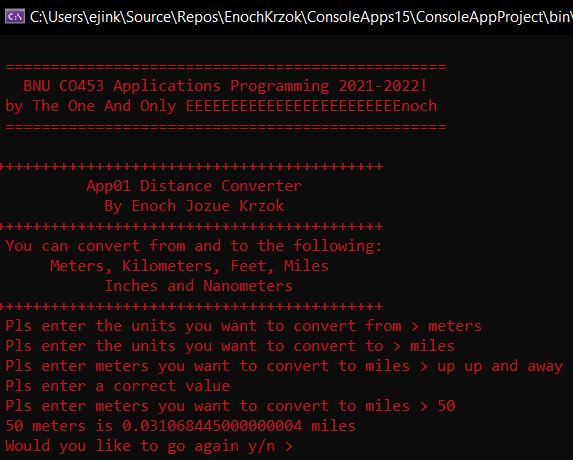 C:\Users\ejink\Source\Repos\EnochKrzok\ConsoleApps15\ConsoleAppProject\bin\
=================================================
BNU CO453 Applications Programming 2021-2022!
by The One And Only EEEEEEEEEEEEEEEEEEEEEEEEEnoch
=================================================
++++++++++++++++++++++++++++++++++++++++++
App01 Distance Converter
By Enoch Jozue Krzok
++++++++++++++++++++++++++++++++++++++++++
You can convert from and to the following:
Meters, Kilometers, Feet, Miles
Inches and Nanometers
++++++++++++++++++++++++++++++++++++++++++
Pls enter the units you want to convert from > meters
Pls enter the units you want to convert to > miles
Pls enter meters you want to convert to miles > up up and away
Pls enter a correct value
Pls enter meters you want to convert to miles > 50
50 meters is 0.031068445000000004 miles
Would you like to go again y/n >